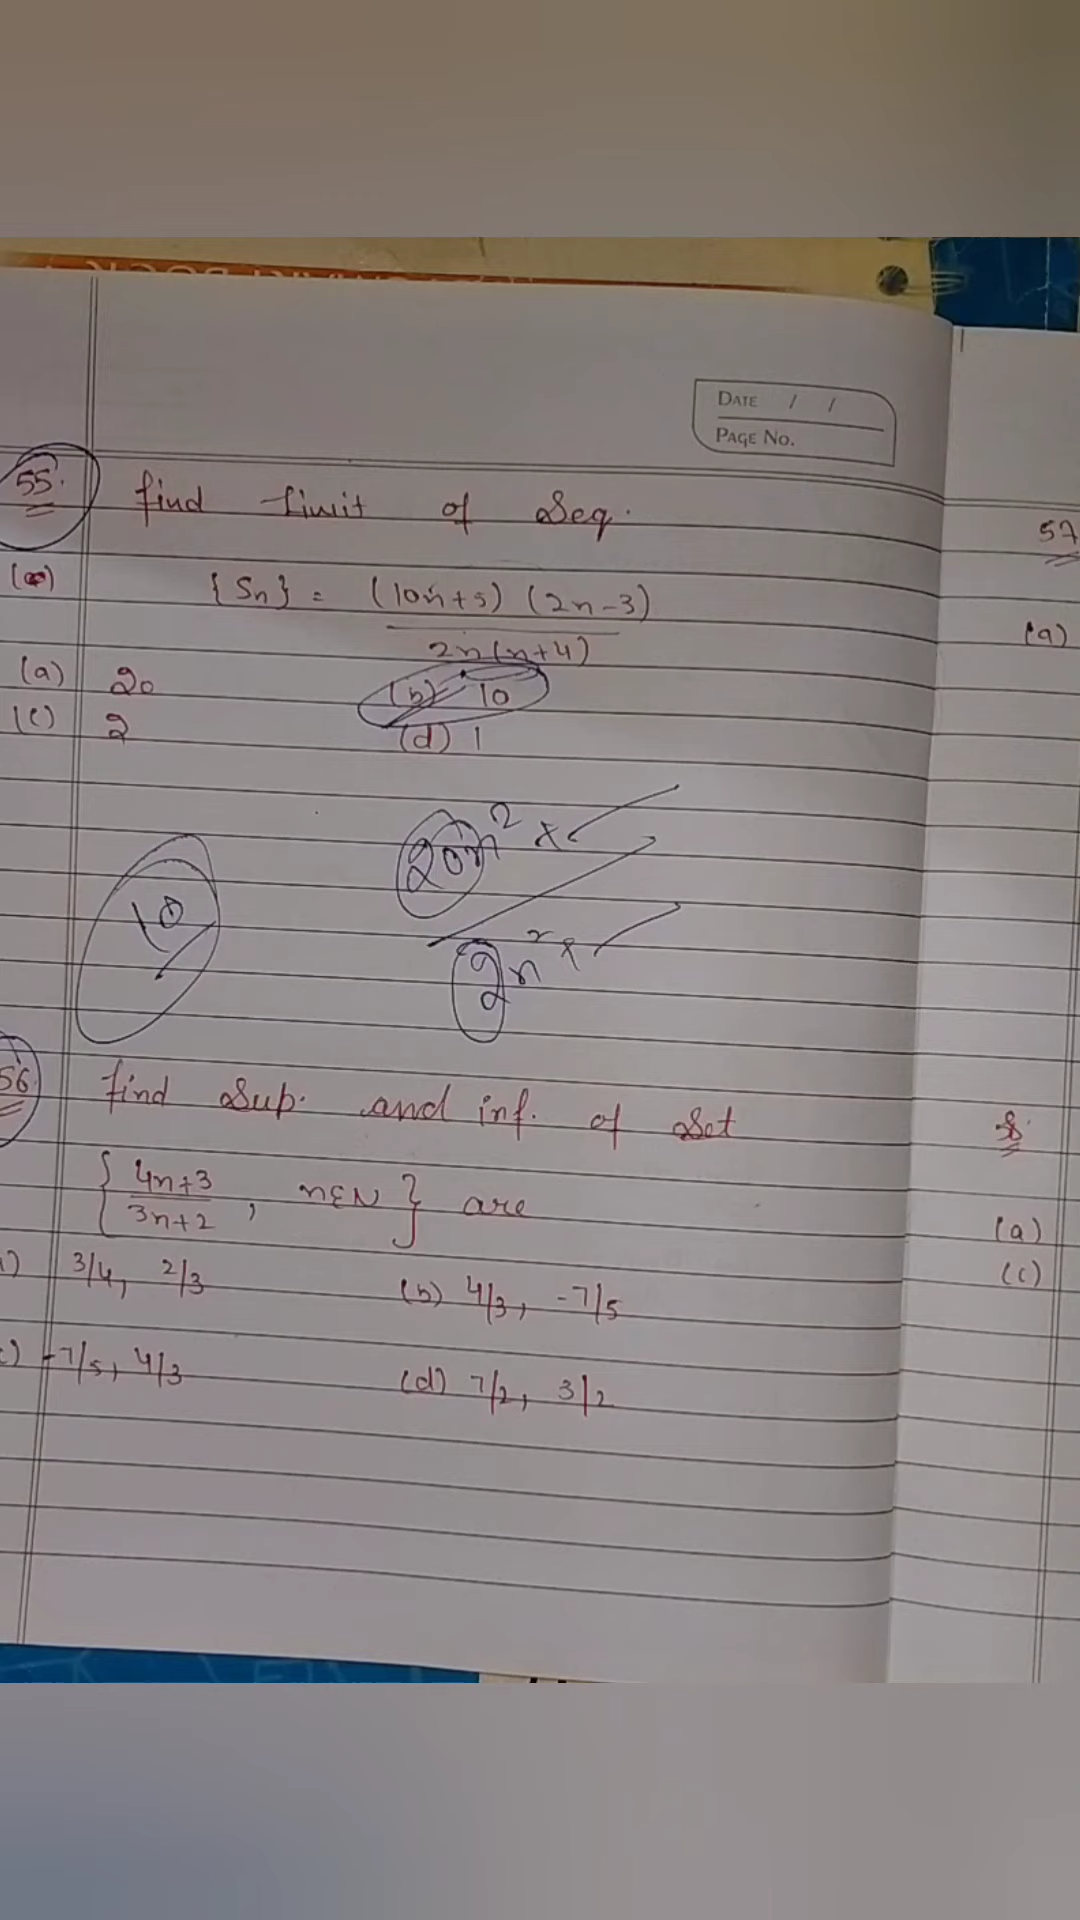 DATE / /
PAGE NO.
55. find limit of Seq.
{Sn} = (10n+5) (2n-3)
2n(n+4)
(a) 20 (b) 10
(c) 2 (d) 1
20n² +
10
2n² +
56 find Sup. and inf. of Set
{ 4n+3 / 3n+2 , n∈N } are
) 3/4, 2/3 (b) 4/3, -7/5
) -7/5, 4/3 (d) 7/2, 3/2
57
(a)
(a)
(c)